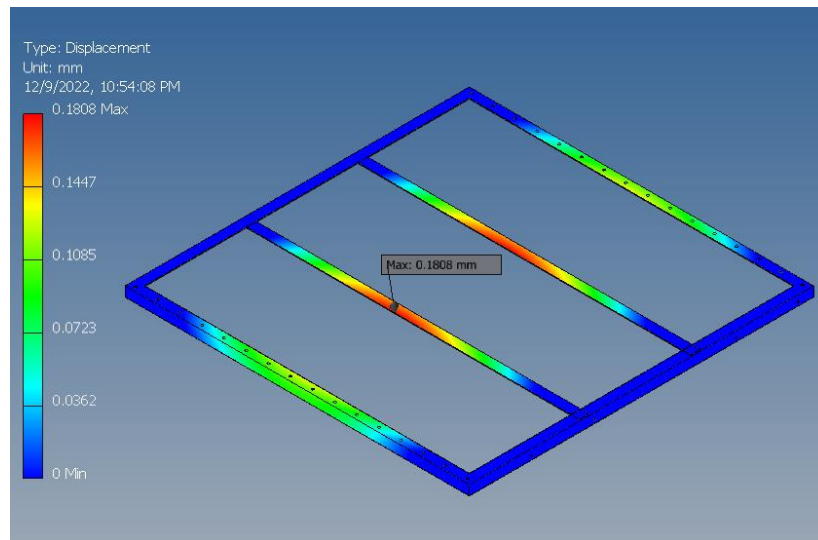 Type: Displacement
Unit: mm
12/9/2022, 10:54:08 PM
0.1808 Max
0.1447
0.1085
0.0723
0.0362
0 Min
Max: 0.1808 mm